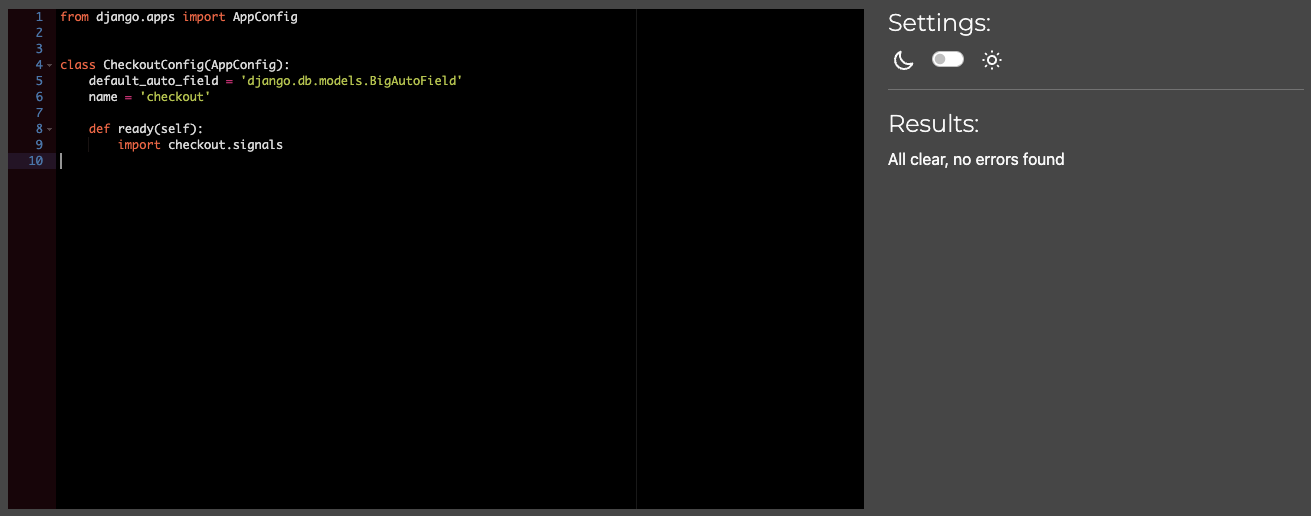 1 from django.apps import AppConfig
2
3
4 class CheckoutConfig(AppConfig):
5     default_auto_field = 'django.db.models.BigAutoField'
6     name = 'checkout'
7
8     def ready(self):
9         import checkout.signals
10
Settings:
Results:
All clear, no errors found